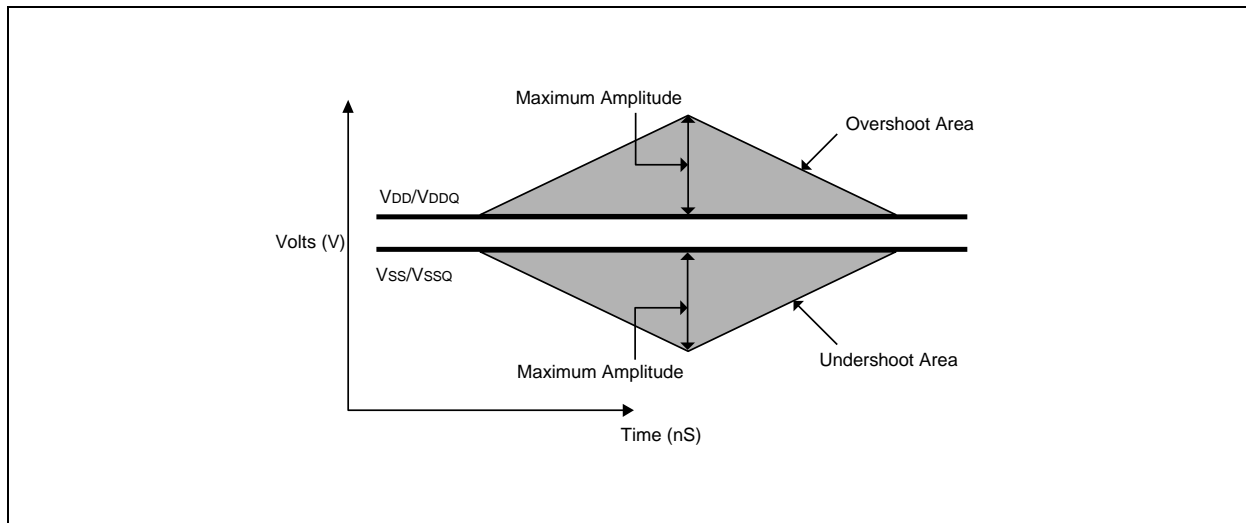 Maximum Amplitude
Overshoot Area
VDD/VDDQ
Volts (V)
VSS/VSSQ
Maximum Amplitude
Undershoot Area
Time (nS)